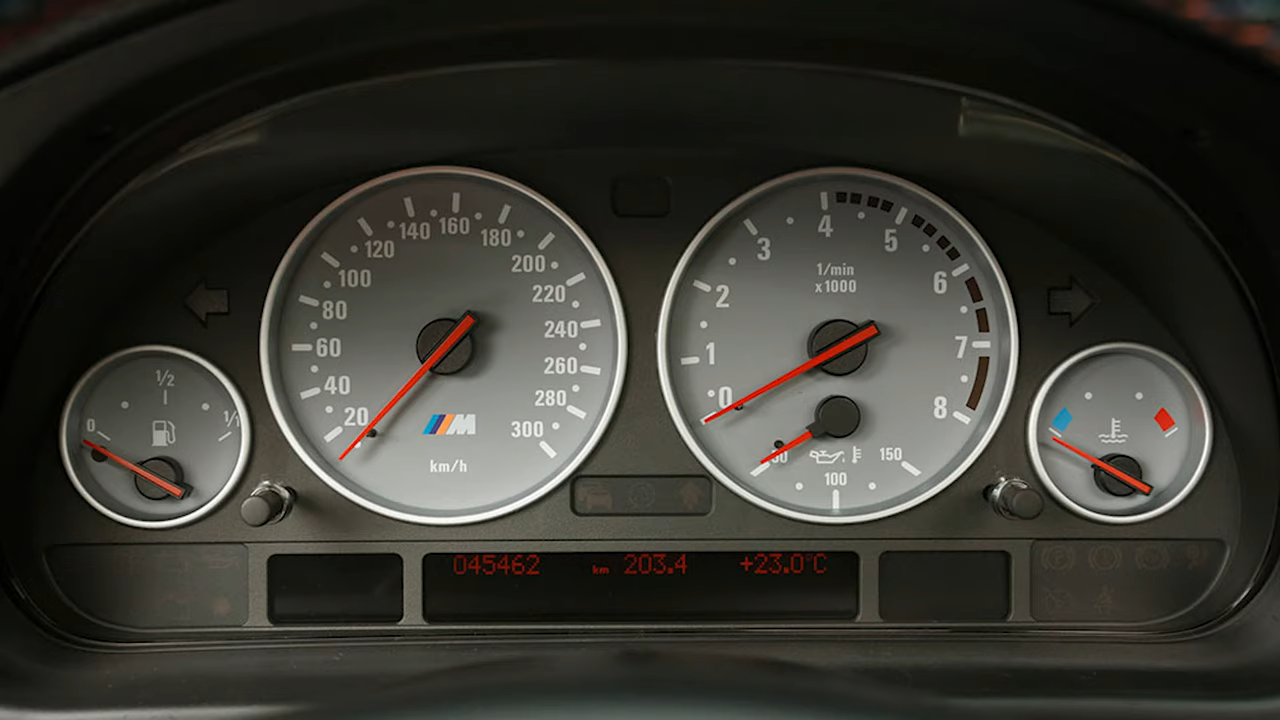 0 1/2 1/1
20 40 60 80 100 120 140 160 180 200 220 240 260 280 300
M
km/h
0 1 2 3 4 5 6 7 8
1/min
x1000
50 100 150
045462 km 203.4 +23.0°C